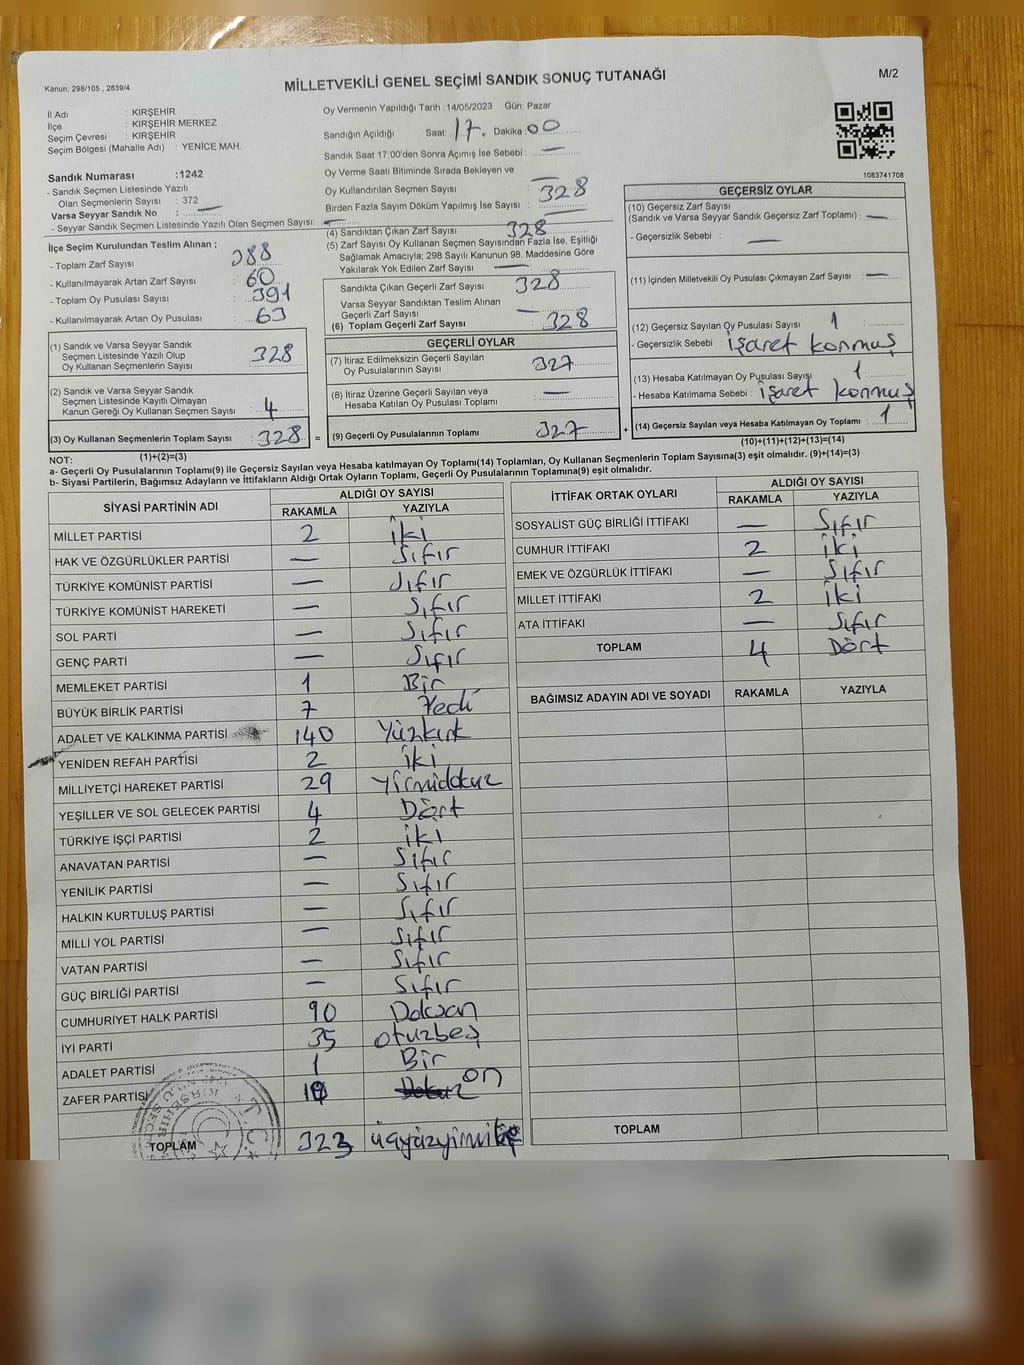 Kanun; 298/105 , 2839/4
MİLLETVEKİLİ GENEL SEÇİMİ SANDIK SONUÇ TUTANAĞI
M/2
İl Adı : KIRŞEHİR
İlçe : KIRŞEHİR MERKEZ
Seçim Çevresi : KIRŞEHİR
Seçim Bölgesi (Mahalle Adı) : YENİCE MAH.
Sandık Numarası :1242
- Sandık Seçmen Listesinde Yazılı
Olan Seçmenlerin Sayısı : 372
Varsa Seyyar Sandık No : —
- Seyyar Sandık Seçmen Listesinde Yazılı Olan Seçmen Sayısı: —
Oy Vermenin Yapıldığı Tarih :14/05/2023 Gün: Pazar
Sandığın Açıldığı Saat: 17. Dakika: 00
Sandık Saat 17:00'den Sonra Açımış İse Sebebi : —
Oy Verme Saati Bitiminde Sırada Bekleyen ve
Oy Kullandırılan Seçmen Sayısı : — 328
Birden Fazla Sayım Döküm Yapılmış İse Sayısı : —
1083741708
İlçe Seçim Kurulundan Teslim Alınan ;
- Toplam Zarf Sayısı : 388
- Kullanılmayarak Artan Zarf Sayısı : 60
- Toplam Oy Pusulası Sayısı : 391
- Kullanılmayarak Artan Oy Pusulası : 63
(1) Sandık ve Varsa Seyyar Sandık
Seçmen Listesinde Yazılı Olup
Oy Kullanan Seçmenlerin Sayısı : 328
(2) Sandık ve Varsa Seyyar Sandık
Seçmen Listesinde Kayıtlı Olmayan
Kanun Gereği Oy Kullanan Seçmen Sayısı : 4
(3) Oy Kullanan Seçmenlerin Toplam Sayısı : 328 =
(1)+(2)=(3)
(4) Sandıktan Çıkan Zarf Sayısı : 328
(5) Zarf Sayısı Oy Kullanan Seçmen Sayısından Fazla İse, Eşitliği
Sağlamak Amacıyla; 298 Sayılı Kanunun 98. Maddesine Göre
Yakılarak Yok Edilen Zarf Sayısı : —
Sandıkta Çıkan Geçerli Zarf Sayısı : 328
Varsa Seyyar Sandıktan Teslim Alınan
Geçerli Zarf Sayısı : —
(6) Toplam Geçerli Zarf Sayısı : 328
GEÇERLİ OYLAR
(7) İtiraz Edilmeksizin Geçerli Sayılan
Oy Pusulalarının Sayısı : 327
(8) İtiraz Üzerine Geçerli Sayılan veya
Hesaba Katılan Oy Pusulası Toplamı : —
(9) Geçerli Oy Pusulalarının Toplamı : 327 +
GEÇERSİZ OYLAR
(10) Geçersiz Zarf Sayısı
(Sandık ve Varsa Seyyar Sandık Geçersiz Zarf Toplamı) : —
- Geçersizlik Sebebi : —
(11) İçinden Milletvekili Oy Pusulası Çıkmayan Zarf Sayısı : —
(12) Geçersiz Sayılan Oy Pusulası Sayısı : 1
- Geçersizlik Sebebi : işaret konmuş
(13) Hesaba Katılmayan Oy Pusulası Sayısı : 1
- Hesaba Katılmama Sebebi : işaret konmuş
(14) Geçersiz Sayılan veya Hesaba Katılmayan Oy Toplamı : 1
(10)+(11)+(12)+(13)=(14)
NOT:
a- Geçerli Oy Pusulalarının Toplamı(9) ile Geçersiz Sayılan veya Hesaba katılmayan Oy Toplamı(14) Toplamları, Oy Kullanan Seçmenlerin Toplam Sayısına(3) eşit olmalıdır. (9)+(14)=(3)
b- Siyasi Partilerin, Bağımsız Adayların ve İttifakların Aldığı Ortak Oyların Toplamı, Geçerli Oy Pusulalarının Toplamına(9) eşit olmalıdır.
SİYASİ PARTİNİN ADI ALDIĞI OY SAYISI
RAKAMLA YAZIYLA
MİLLET PARTİSİ 2 iki
HAK VE ÖZGÜRLÜKLER PARTİSİ — Sıfır
TÜRKİYE KOMÜNİST PARTİSİ — Sıfır
TÜRKİYE KOMÜNİST HAREKETİ — Sıfır
SOL PARTİ — Sıfır
GENÇ PARTİ — Sıfır
MEMLEKET PARTİSİ 1 Bir
BÜYÜK BİRLİK PARTİSİ 7 Yedi
ADALET VE KALKINMA PARTİSİ 140 Yüzkırk
YENİDEN REFAH PARTİSİ 2 iki
MİLLİYETÇİ HAREKET PARTİSİ 29 Yirmidokuz
YEŞİLLER VE SOL GELECEK PARTİSİ 4 Dört
TÜRKİYE İŞÇİ PARTİSİ 2 iki
ANAVATAN PARTİSİ — Sıfır
YENİLİK PARTİSİ — Sıfır
HALKIN KURTULUŞ PARTİSİ — Sıfır
MİLLİ YOL PARTİSİ — Sıfır
VATAN PARTİSİ — Sıfır
GÜÇ BİRLİĞİ PARTİSİ — Sıfır
CUMHURİYET HALK PARTİSİ 90 Doksan
İYİ PARTİ 35 otuzbeş
ADALET PARTİSİ 1 Bir
ZAFER PARTİSİ 10 on
TOPLAM 323 üçyüzyirmiüç
İTTİFAK ORTAK OYLARI ALDIĞI OY SAYISI
RAKAMLA YAZIYLA
SOSYALİST GÜÇ BİRLİĞİ İTTİFAKI — Sıfır
CUMHUR İTTİFAKI 2 iki
EMEK VE ÖZGÜRLÜK İTTİFAKI — Sıfır
MİLLET İTTİFAKI 2 iki
ATA İTTİFAKI — Sıfır
TOPLAM 4 Dört
BAĞIMSIZ ADAYIN ADI VE SOYADI RAKAMLA YAZIYLA
TOPLAM